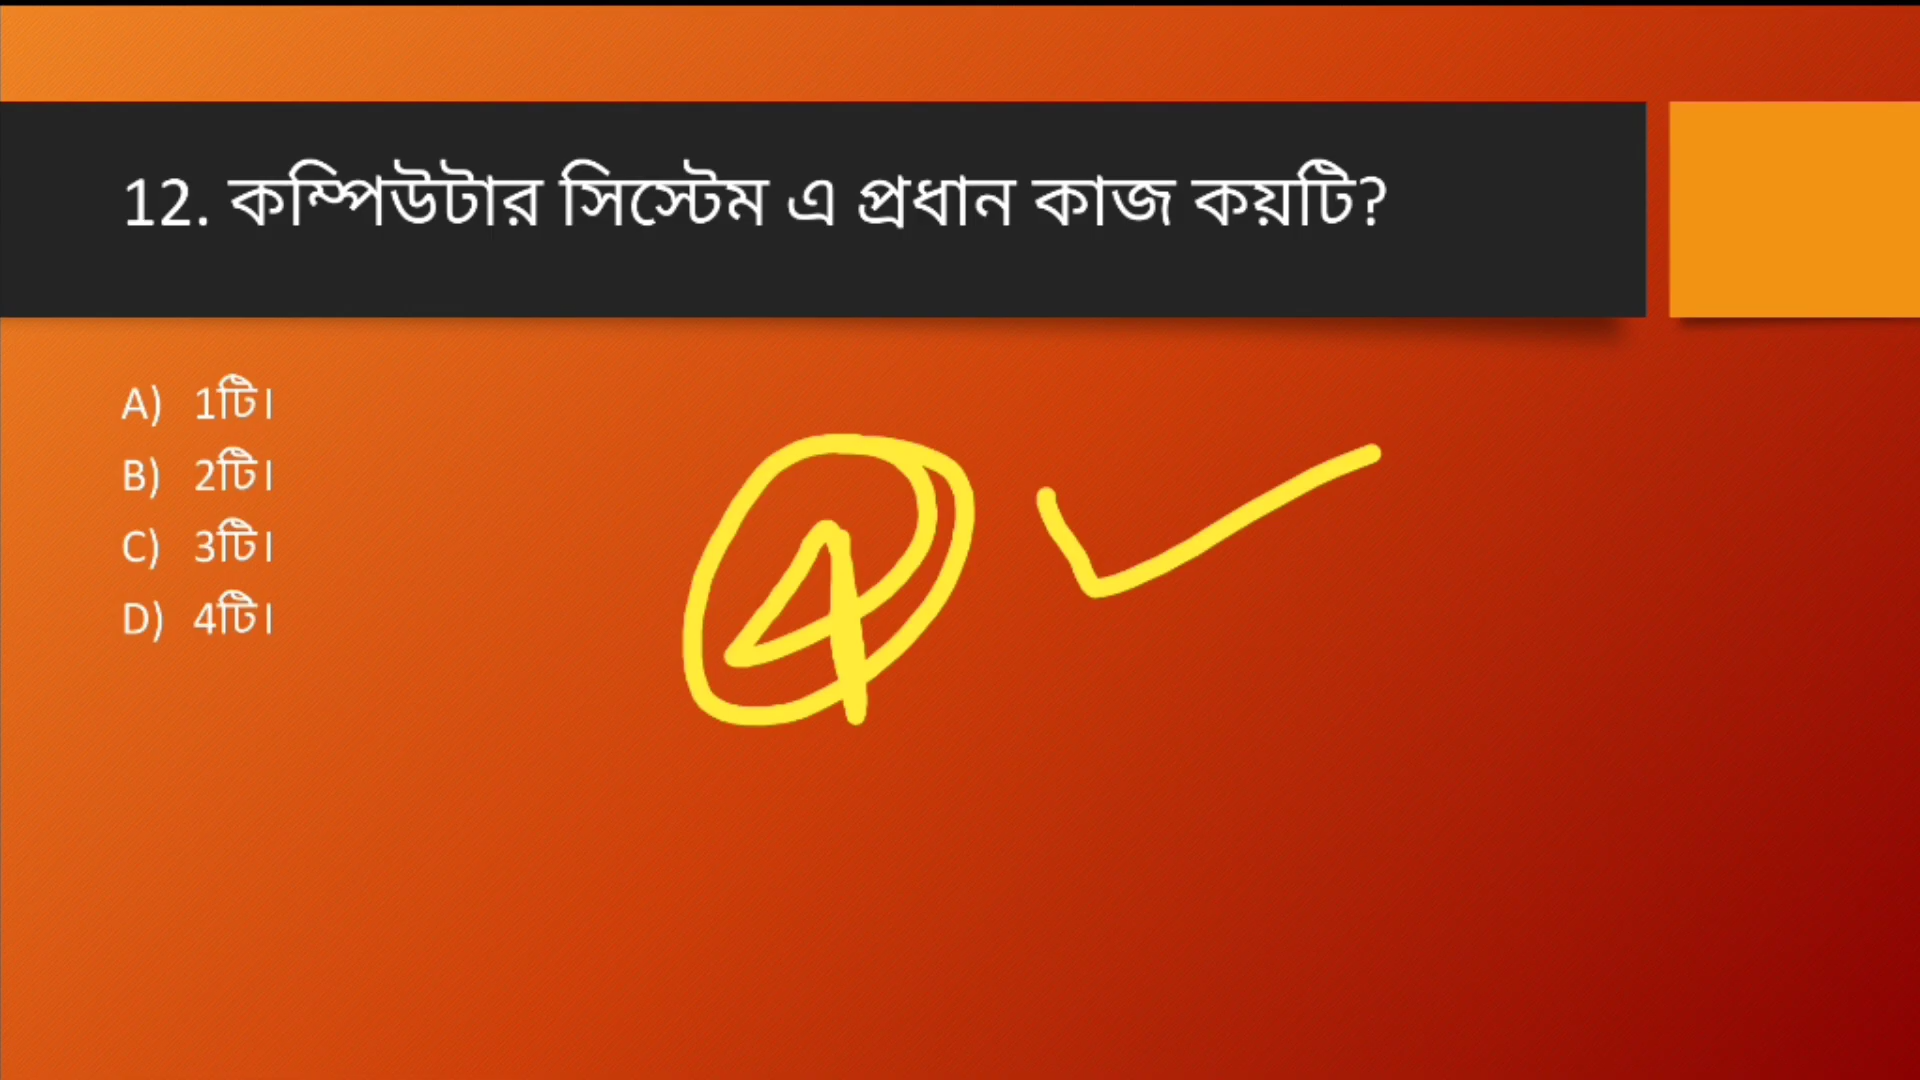 12. কম্পিউটার সিস্টেম এ প্রধান কাজ কয়টি?
A) 1টি।
B) 2টি।
C) 3টি।
D) 4টি।
4